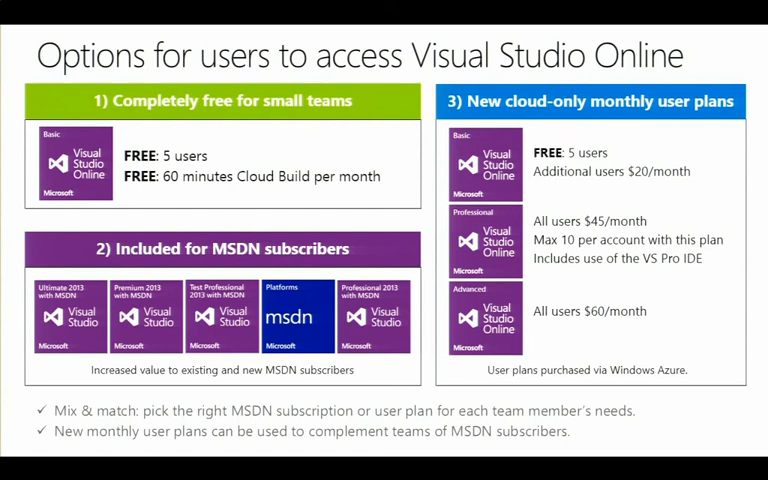 Options for users to access Visual Studio Online
1) Completely free for small teams
Basic
Visual
Studio
Online
Microsoft
FREE: 5 users
FREE: 60 minutes Cloud Build per month
2) Included for MSDN subscribers
Ultimate 2013
with MSDN
Visual
Studio
Microsoft
Premium 2013
with MSDN
Visual
Studio
Microsoft
Test Professional
2013 with MSDN
Visual
Studio
Microsoft
Platforms
msdn
Microsoft
Professional 2013
with MSDN
Visual
Studio
Microsoft
Increased value to existing and new MSDN subscribers
3) New cloud-only monthly user plans
Basic
Visual
Studio
Online
Microsoft
FREE: 5 users
Additional users $20/month
Professional
Visual
Studio
Online
Microsoft
All users $45/month
Max 10 per account with this plan
Includes use of the VS Pro IDE
Advanced
Visual
Studio
Online
Microsoft
All users $60/month
User plans purchased via Windows Azure.
✓ Mix & match: pick the right MSDN subscription or user plan for each team member's needs.
✓ New monthly user plans can be used to complement teams of MSDN subscribers.